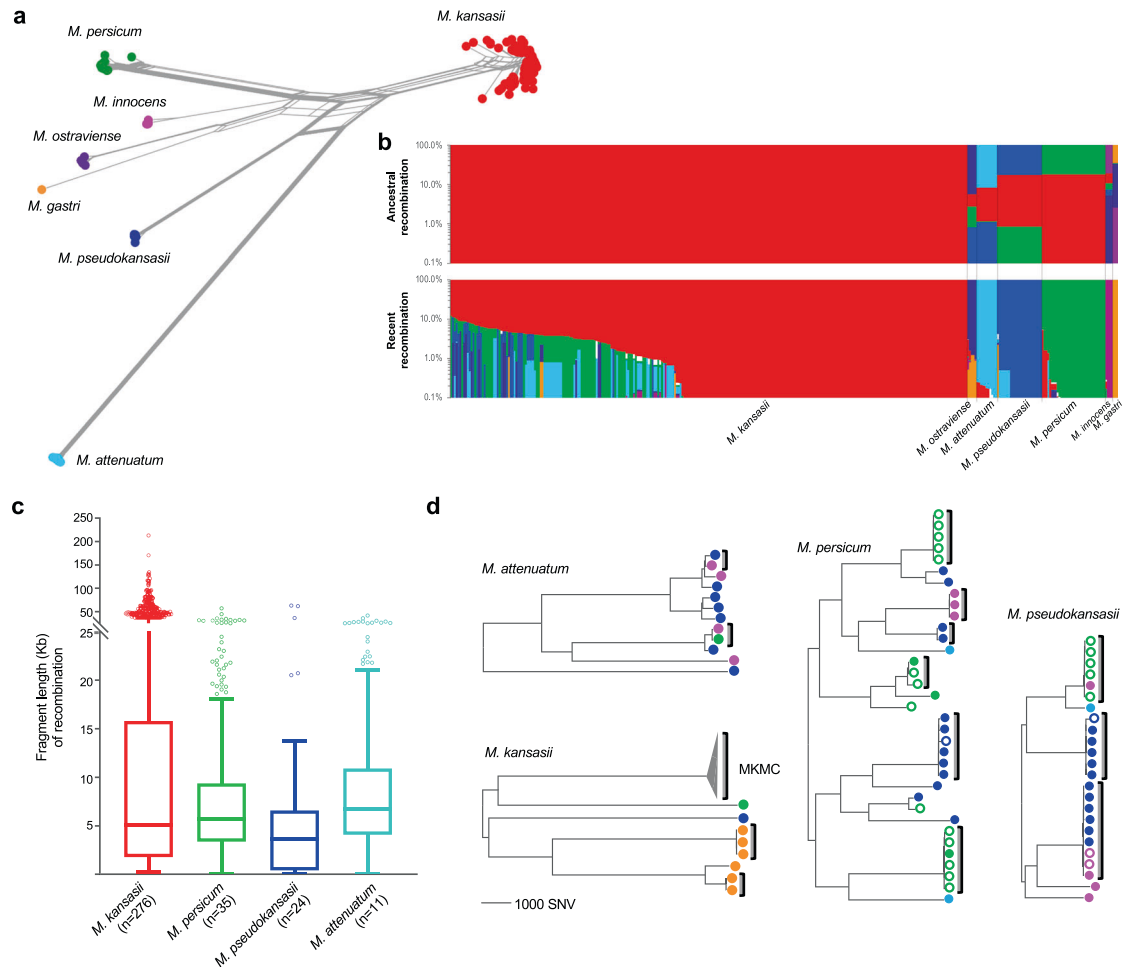 a
M. persicum
M. kansasii
M. innocens
M. ostraviense
M. gastri
M. pseudokansasii
M. attenuatum
b
Ancestral
recombination
100.0%
10.0%
1.0%
0.1%
Recent
recombination
100.0%
10.0%
1.0%
0.1%
M. kansasii
M. ostraviense
M. attenuatum
M. pseudokansasii
M. persicum
M. innocens
M. gastri
c
Fragment length (Kb)
of recombination
250
200
150
100
50
25
20
15
10
5
M. kansasii
(n=276)
M. persicum
(n=35)
M. pseudokansasii
(n=24)
M. attenuatum
(n=11)
d
M. attenuatum
M. kansasii
MKMC
1000 SNV
M. persicum
M. pseudokansasii